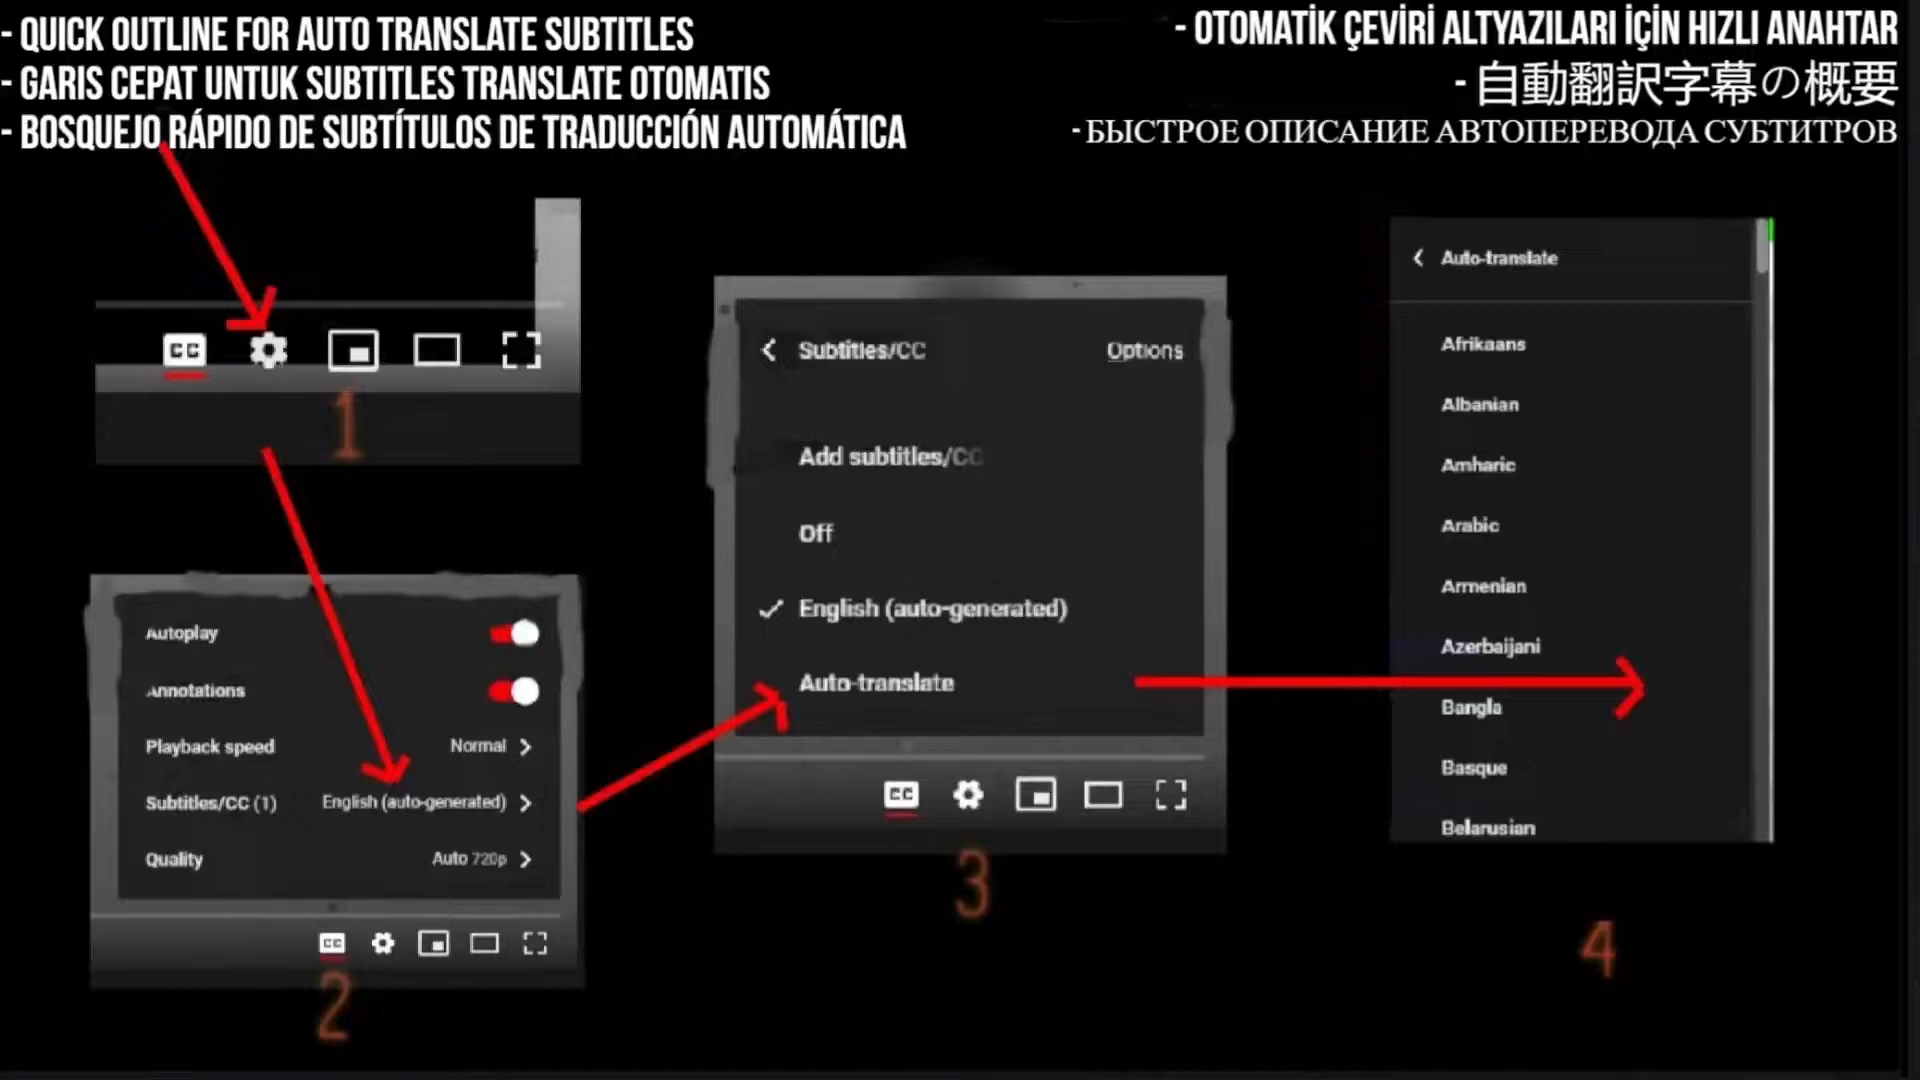 - QUICK OUTLINE FOR AUTO TRANSLATE SUBTITLES
- GARIS CEPAT UNTUK SUBTITLES TRANSLATE OTOMATIS
- BOSQUEJO RÁPIDO DE SUBTÍTULOS DE TRADUCCIÓN AUTOMÁTICA
- OTOMATİK ÇEVİRİ ALTYAZILARI İÇİN HIZLI ANAHTAR
- 自動翻訳字幕の概要
- БЫСТРОЕ ОПИСАНИЕ АВТОПЕРЕВОДА СУБТИТРОВ
CC
1
Autoplay
Annotations
Playback speed Normal
Subtitles/CC (1) English (auto-generated)
Quality Auto 720p
CC
2
Subtitles/CC Options
Add subtitles/CC
Off
English (auto-generated)
Auto-translate
CC
3
Auto-translate
Afrikaans
Albanian
Amharic
Arabic
Armenian
Azerbaijani
Bangla
Basque
Belarusian
4